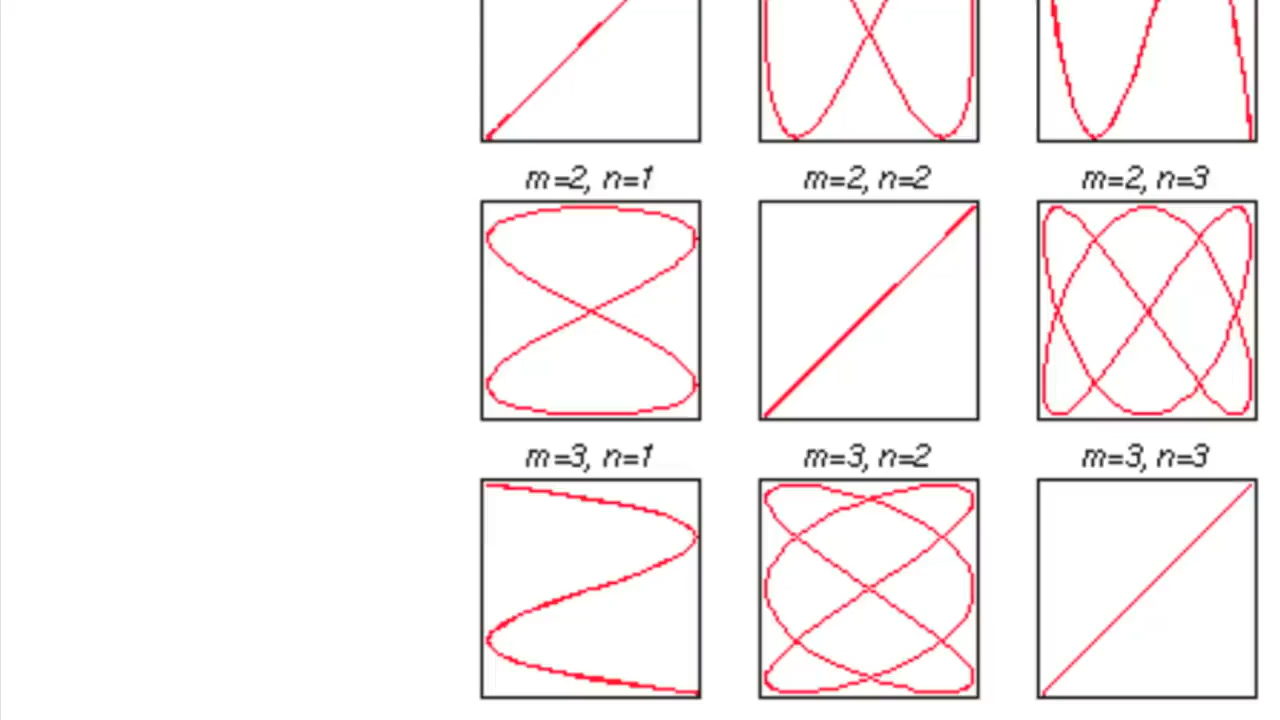 m=2, n=1 m=2, n=2 m=2, n=3
m=3, n=1 m=3, n=2 m=3, n=3